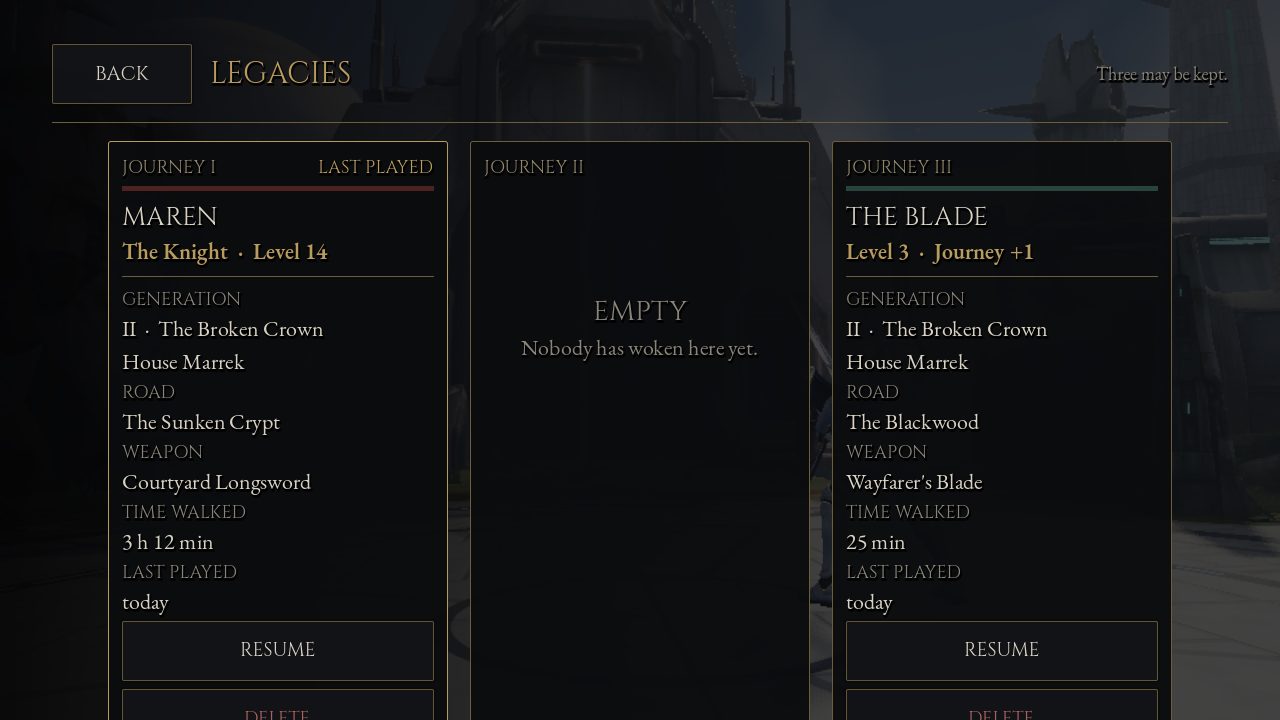 BACK
LEGACIES
Three may be kept.
JOURNEY I
LAST PLAYED
MAREN
The Knight · Level 14
GENERATION
II · The Broken Crown
House Marrek
ROAD
The Sunken Crypt
WEAPON
Courtyard Longsword
TIME WALKED
3 h 12 min
LAST PLAYED
today
RESUME
DELETE
JOURNEY II
EMPTY
Nobody has woken here yet.
JOURNEY III
THE BLADE
Level 3 · Journey +1
GENERATION
II · The Broken Crown
House Marrek
ROAD
The Blackwood
WEAPON
Wayfarer's Blade
TIME WALKED
25 min
LAST PLAYED
today
RESUME
DELETE